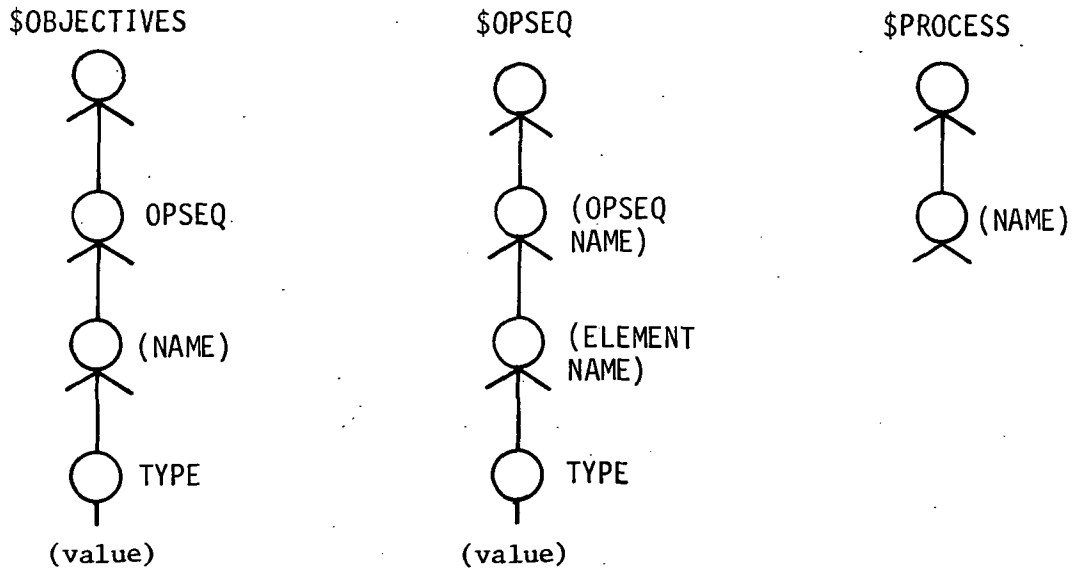 $OBJECTIVES
OPSEQ
(NAME)
TYPE
(value)
$OPSEQ
(OPSEQ
NAME)
(ELEMENT
NAME)
TYPE
(value)
$PROCESS
(NAME)